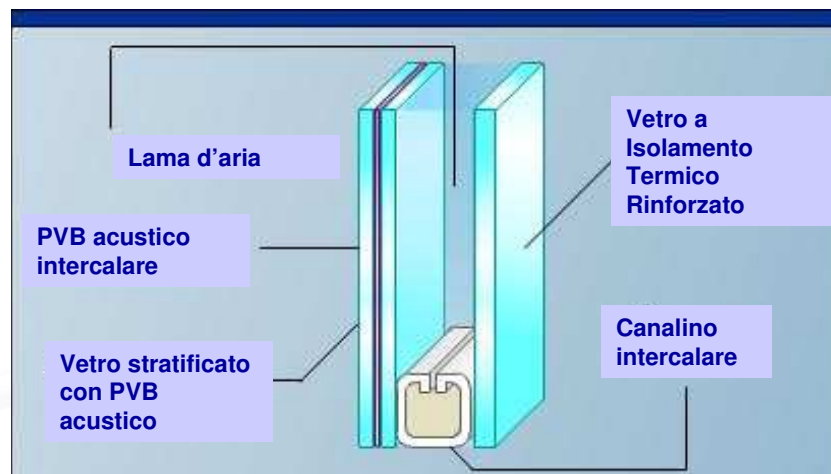 Lama d'aria
PVB acustico
intercalare
Vetro stratificato
con PVB
acustico
Vetro a
Isolamento
Termico
Rinforzato
Canalino
intercalare